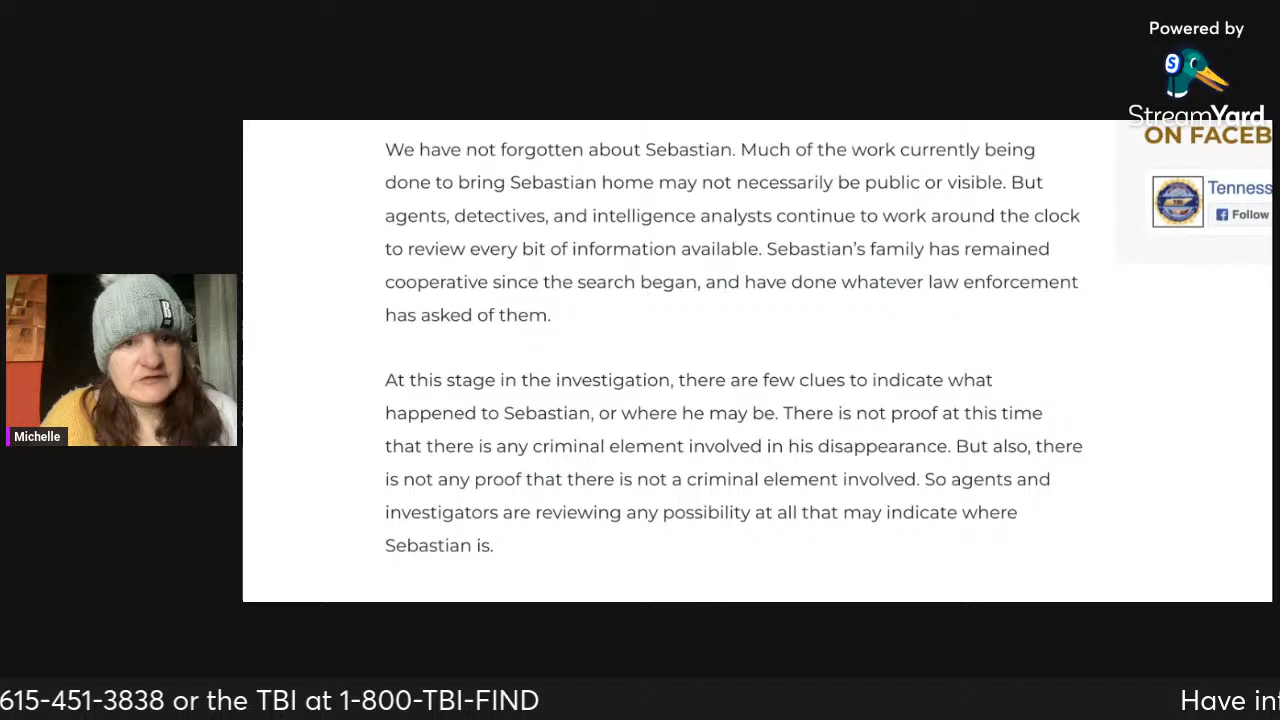 Powered by
S
StreamYard
ON FACEB
Tenness
TBI
Follow
We have not forgotten about Sebastian. Much of the work currently being
done to bring Sebastian home may not necessarily be public or visible. But
agents, detectives, and intelligence analysts continue to work around the clock
to review every bit of information available. Sebastian’s family has remained
cooperative since the search began, and have done whatever law enforcement
has asked of them.
At this stage in the investigation, there are few clues to indicate what
happened to Sebastian, or where he may be. There is not proof at this time
that there is any criminal element involved in his disappearance. But also, there
is not any proof that there is not a criminal element involved. So agents and
investigators are reviewing any possibility at all that may indicate where
Sebastian is.
Michelle
615-451-3838 or the TBI at 1-800-TBI-FIND
Have in